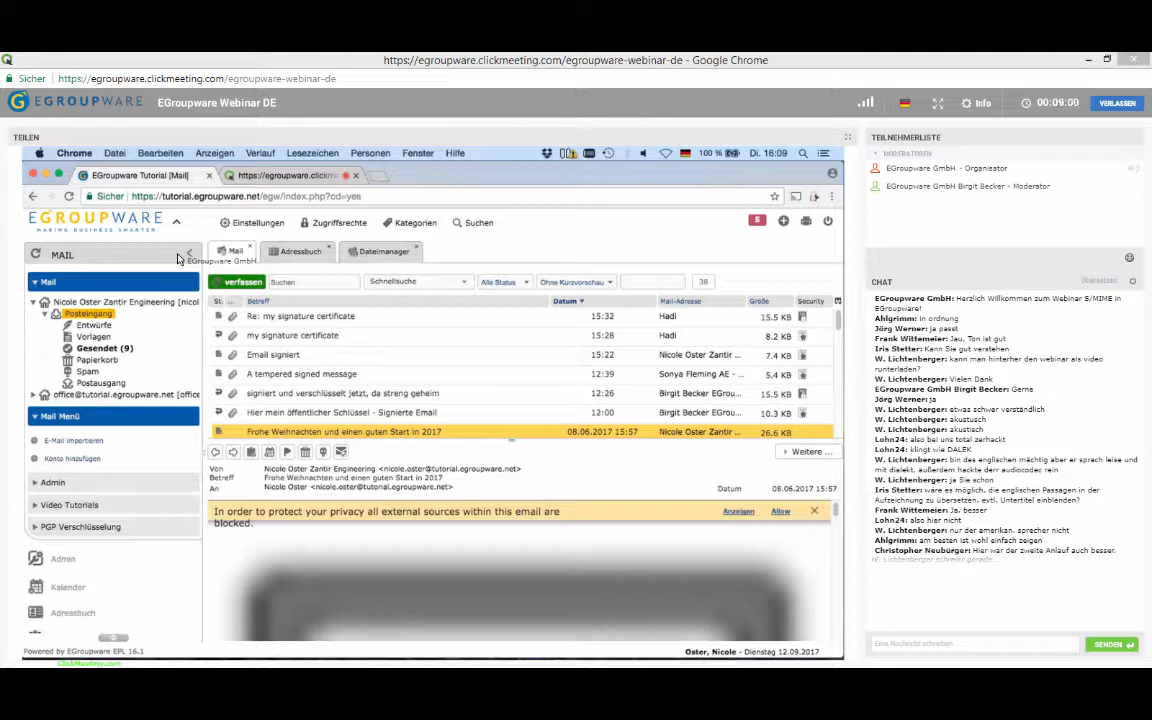 https://egroupware.clickmeeting.com/egroupware-webinar-de - Google Chrome
Sicher https://egroupware.clickmeeting.com/egroupware-webinar-de
EGROUPWARE EGroupware Webinar DE Info 00:09:00 VERLASSEN
TEILEN
Chrome Datei Bearbeiten Anzeigen Verlauf Lesezeichen Personen Fenster Hilfe 100 % Di. 16:09
EGroupware Tutorial [Mail] https://egroupware.clickme
Sicher https://tutorial.egroupware.net/egw/index.php?cd=yes
EGROUPWARE
MAKING BUSINESS SMARTER
Einstellungen Zugriffsrechte Kategorien Suchen 5
MAIL
EGroupware GmbH
Mail Adressbuch Dateimanager
verfassen Suchen Schnellsuche Alle Status Ohne Kurzvorschau 38
St. ... Betreff Datum Mail-Adresse Größe Security
Re: my signature certificate 15:32 Hadi 15.5 KB
my signature certificate 15:28 Hadi 8.2 KB
Email signiert 15:22 Nicole Oster Zantir ... 7.4 KB
A tempered signed message 12:39 Sonya Fleming AE - ... 5.4 KB
signiert und verschlüsselt jetzt, da streng geheim 12:26 Birgit Becker EGrou... 15.5 KB
Hier mein öffentlicher Schlüssel - Signierte Email 12:00 Birgit Becker EGrou... 10.3 KB
Frohe Weihnachten und einen guten Start in 2017 08.06.2017 15:57 Nicole Oster Zantir ... 26.6 KB
Mail
Nicole Oster Zantir Engineering [nicol
Posteingang
Entwürfe
Vorlagen
Gesendet (9)
Papierkorb
Spam
Postausgang
office@tutorial.egroupware.net [office
Mail Menü
E-Mail importieren
Konto hinzufügen
Admin
Video Tutorials
PGP Verschlüsselung
Admin
Kalender
Adressbuch
Weitere ...
Von Nicole Oster Zantir Engineering <nicole.oster@tutorial.egroupware.net>
Betreff Frohe Weihnachten und einen guten Start in 2017
An Nicole Oster <nicole.oster@tutorial.egroupware.net> Datum 08.06.2017 15:57
In order to protect your privacy all external sources within this email are
blocked.
Anzeigen Allow
Powered by EGroupware EPL 16.1
Oster, Nicole - Dienstag 12.09.2017
ClickMeeting.com
TEILNEHMERLISTE
MODERATOREN
EGroupware GmbH - Organisator
EGroupware GmbH Birgit Becker - Moderator
CHAT Übersetzen
EGroupware GmbH: Herzlich Willkommen zum Webinar S/MIME in
EGroupware!
Ahlgrimm: in ordnung
Jörg Werner: ja passt
Frank Wittemeier: Jau. Ton ist gut
Iris Stetter: Kann Sie gut verstehen
W. Lichtenberger: kann man hinterher den webinar als video
runterladen?
W. Lichtenberger: Vielen Dank
EGroupware GmbH Birgit Becker: Gerne
Jörg Werner: ja
W. Lichtenberger: etwas schwer verständlich
W. Lichtenberger: akustusch
W. Lichtenberger: akustisch
Lohn24: also bei uns total zerhackt
Lohn24: klingt wie DALEK
W. Lichtenberger: bin des englischen mächtig aber er sprach leise und
mit dialekt, außerdem hackte derr audiocodec rein
W. Lichtenberger: ja Sie schon
Iris Stetter: wäre es möglich, die englischen Passagen in der
Aufzeichnung zu übersetzen, evtl. Untertitel einblenden?
Frank Wittemeier: Ja, besser
Lohn24: also hier nicht
W. Lichtenberger: nur der amerikan. sprecher nicht
Ahlgrimm: am besten ist wohl einfach zeigen
Christopher Neubürger: Hier war der zweite Anlauf auch besser.
W. Lichtenberger schreibt gerade...
Eine Nachricht schreiben SENDEN